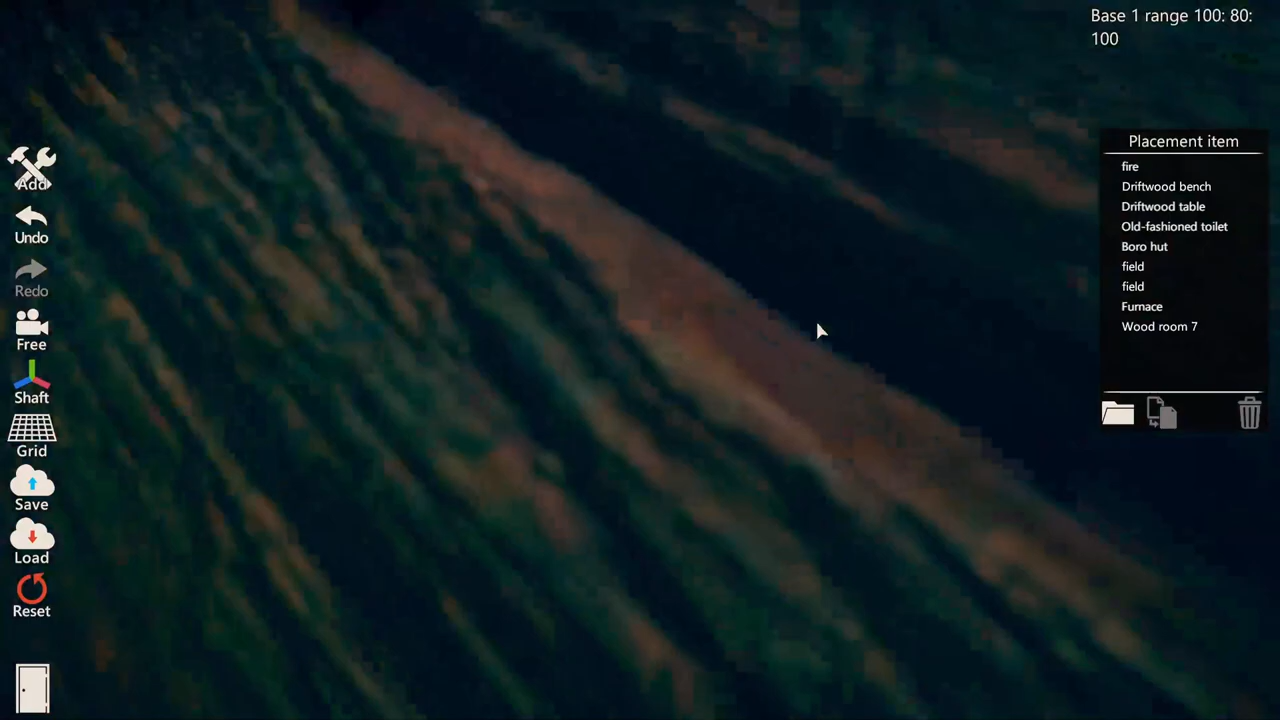 Base 1 range 100: 80:
100
Placement item
fire
Driftwood bench
Driftwood table
Old-fashioned toilet
Boro hut
field
field
Furnace
Wood room 7
Add
Undo
Redo
Free
Shaft
Grid
Save
Load
Reset